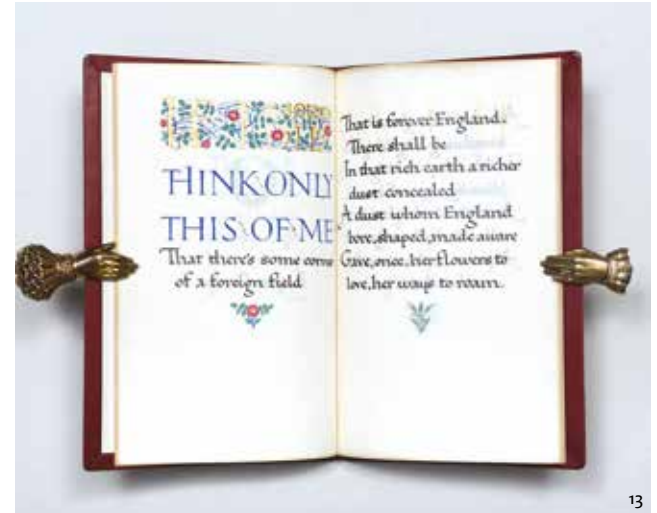 THINK ONLY
THIS·OF·ME
That there's some corne
of a foreign field
That is forever England.
There shall be
In that rich earth a richer
dust concealed
A dust whom England
bore, shaped, made aware
Gave, once, her flowers to
love, her ways to roam.
13